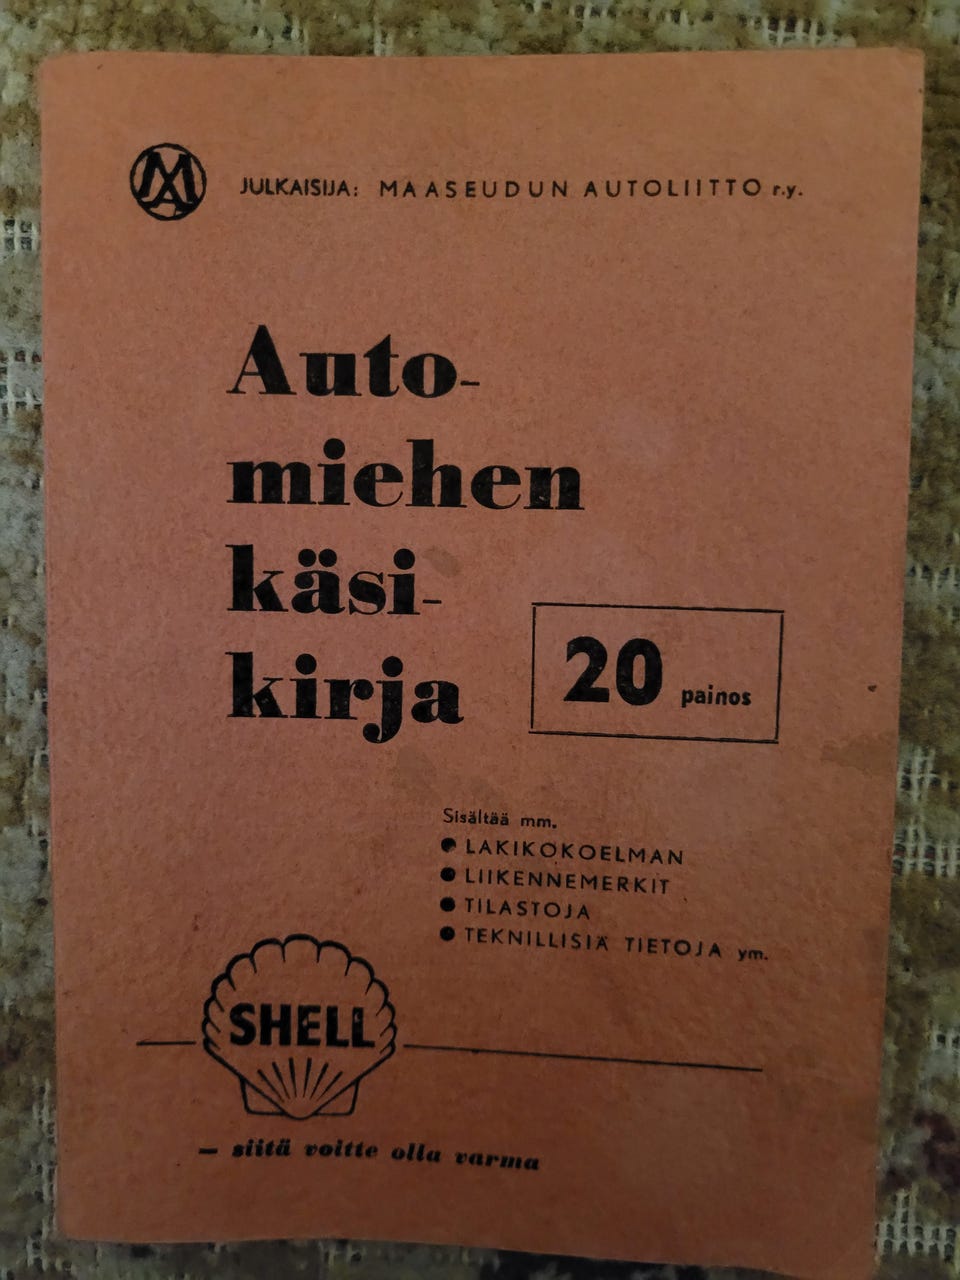 MA
JULKAISIJA: MAASEUDUN AUTOLIITTO r.y.
Auto-
miehen
käsi-
kirja
20 painos
Sisältää mm.
● LAKIKOKOELMAN
● LIIKENNEMERKIT
● TILASTOJA
● TEKNILLISIÄ TIETOJA ym.
SHELL
– siitä voitte olla varma